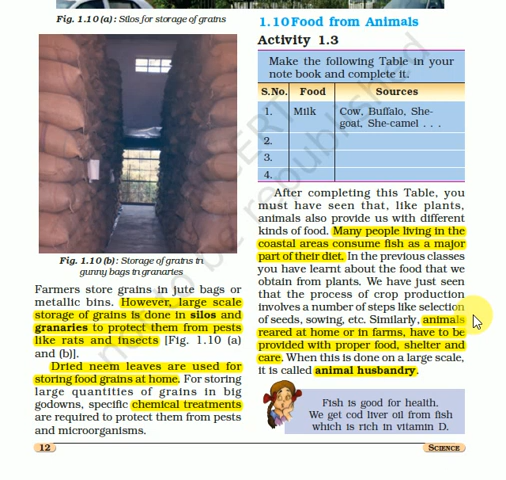 Fig. 1.10 (a) : Silos for storage of grains
Fig. 1.10 (b) : Storage of grains in
gunny bags in granaries
Farmers store grains in jute bags or
metallic bins. However, large scale
storage of grains is done in silos and
granaries to protect them from pests
like rats and insects [Fig. 1.10 (a)
and (b)].
Dried neem leaves are used for
storing food grains at home. For storing
large quantities of grains in big
godowns, specific chemical treatments
are required to protect them from pests
and microorganisms.
1.10 Food from Animals
Activity 1.3
Make the following Table in your
note book and complete it.
S.No. Food Sources
1. Milk Cow, Buffalo, She-
goat, She-camel . . .
2.
3.
4.
After completing this Table, you
must have seen that, like plants,
animals also provide us with different
kinds of food. Many people living in the
coastal areas consume fish as a major
part of their diet. In the previous classes
you have learnt about the food that we
obtain from plants. We have just seen
that the process of crop production
involves a number of steps like selection
of seeds, sowing, etc. Similarly, animals
reared at home or in farms, have to be
provided with proper food, shelter and
care. When this is done on a large scale,
it is called animal husbandry.
Fish is good for health.
We get cod liver oil from fish
which is rich in vitamin D.
12
SCIENCE